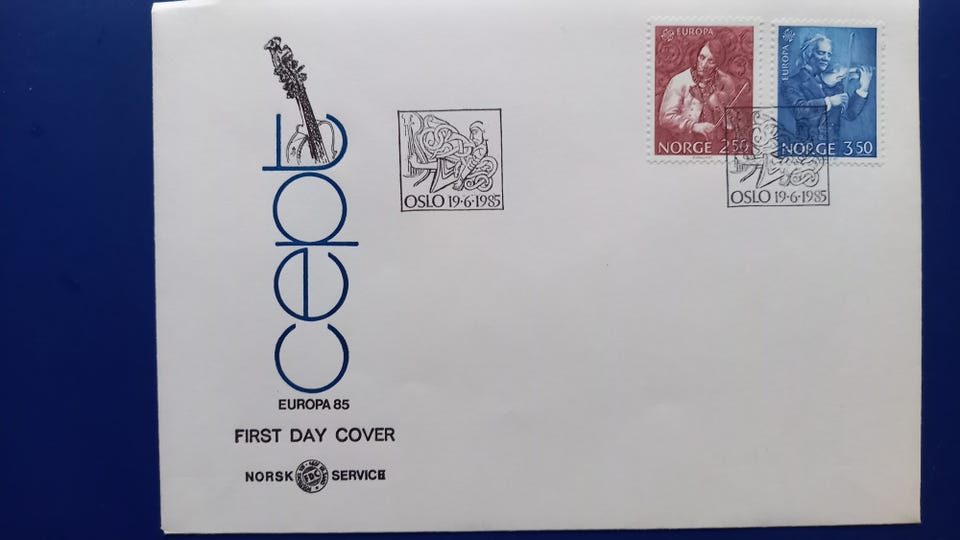 EUROPA
NORGE 2 50
EUROPA
NORGE 3 50
OSLO 19·6·1985
OSLO 19·6·1985
cept
EUROPA 85
FIRST DAY COVER
NORSK FDC SERVICE